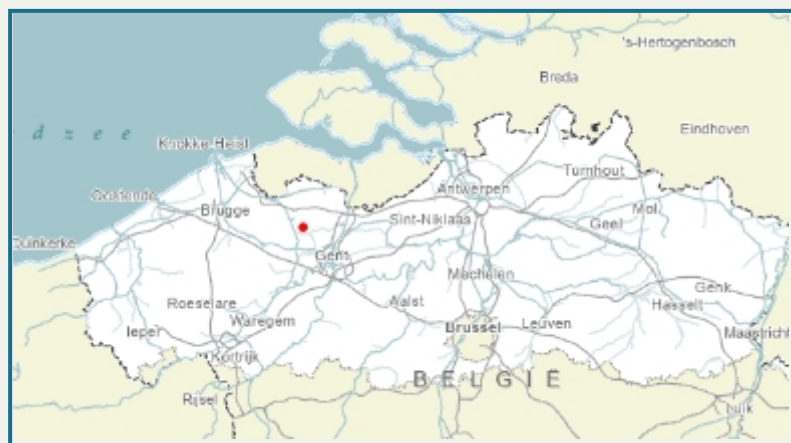 's-Hertogenbosch
Breda
d z e e
Eindhoven
Knokke-Heist
Turnhout
Oostende
Antwerpen
Brugge
Mol
Sint-Niklaas
Geel
Duinkerke
Gent
Mechelen
Genk
Roeselare
Aalst
Hasselt
Ieper
Waregem
Brussel
Leuven
Maastricht
Kortrijk
BELGIË
Rijsel
Luik